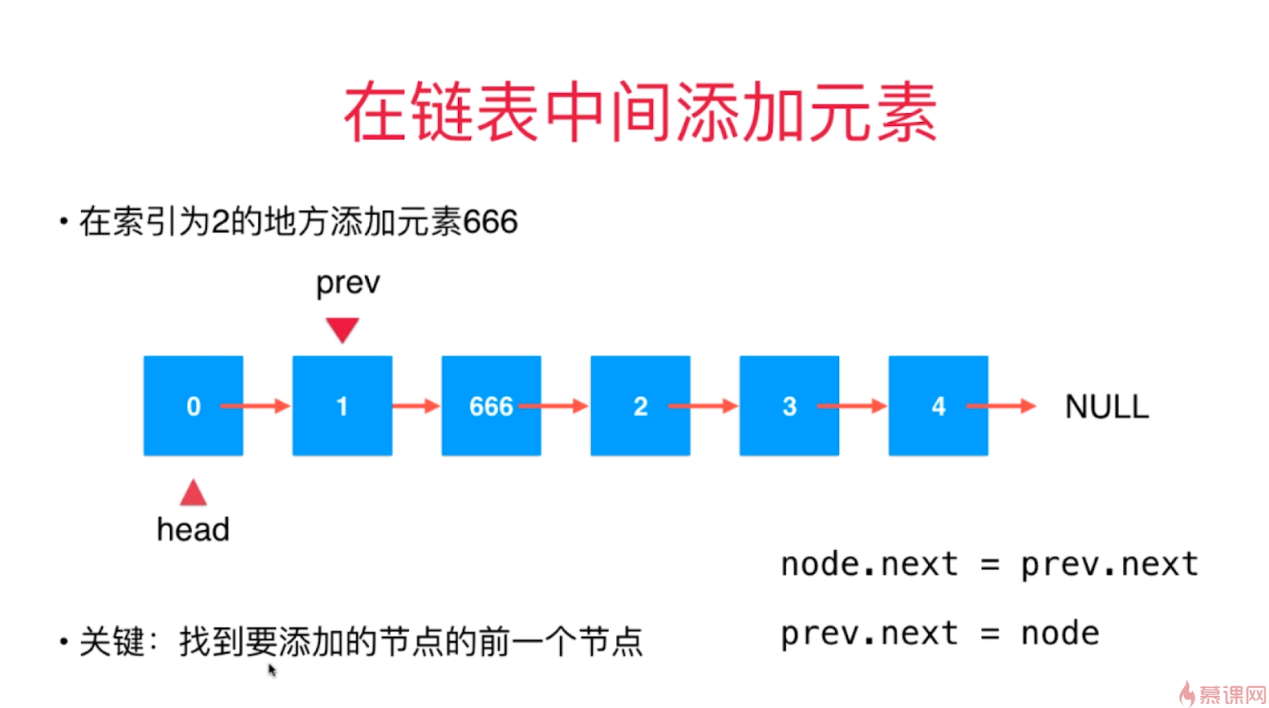 在链表中间添加元素
• 在索引为2的地方添加元素666
prev
0 1 666 2 3 4 NULL
head
node.next = prev.next
• 关键：找到要添加的节点的前一个节点
prev.next = node
慕课网